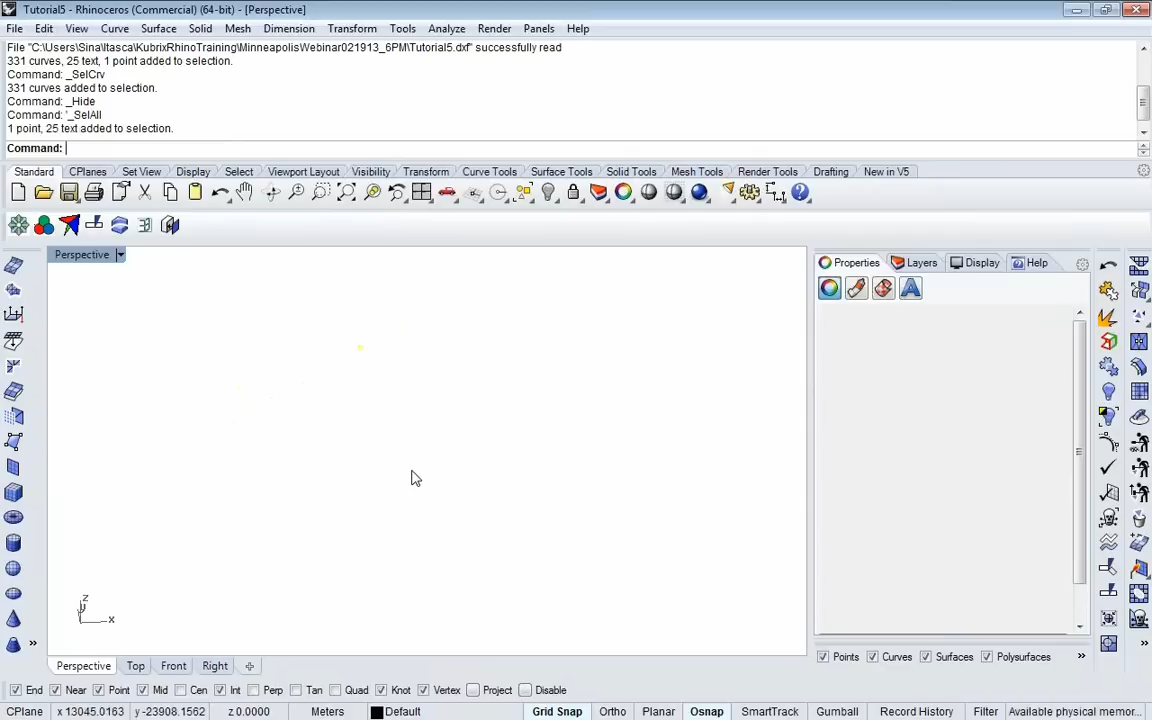 Tutorial5 - Rhinoceros (Commercial) (64-bit) - [Perspective]
File Edit View Curve Surface Solid Mesh Dimension Transform Tools Analyze Render Panels Help
File "C:\Users\Sina\Itasca\KubrixRhinoTraining\MinneapolisWebinar021913_6PM\Tutorial5.dxf" successfully read
331 curves, 25 text, 1 point added to selection.
Command: _SelCrv
331 curves added to selection.
Command: _Hide
Command: '_SelAll
1 point, 25 text added to selection.
Command:
Standard CPlanes Set View Display Select Viewport Layout Visibility Transform Curve Tools Surface Tools Solid Tools Mesh Tools Render Tools Drafting New in V5
Perspective
Properties Layers Display Help
z
y
x
Perspective Top Front Right
Points Curves Surfaces Polysurfaces »
End Near Point Mid Cen Int Perp Tan Quad Knot Vertex Project Disable
CPlane x 13045.0163 y -23908.1562 z 0.0000 Meters Default Grid Snap Ortho Planar Osnap SmartTrack Gumball Record History Filter Available physical memor...